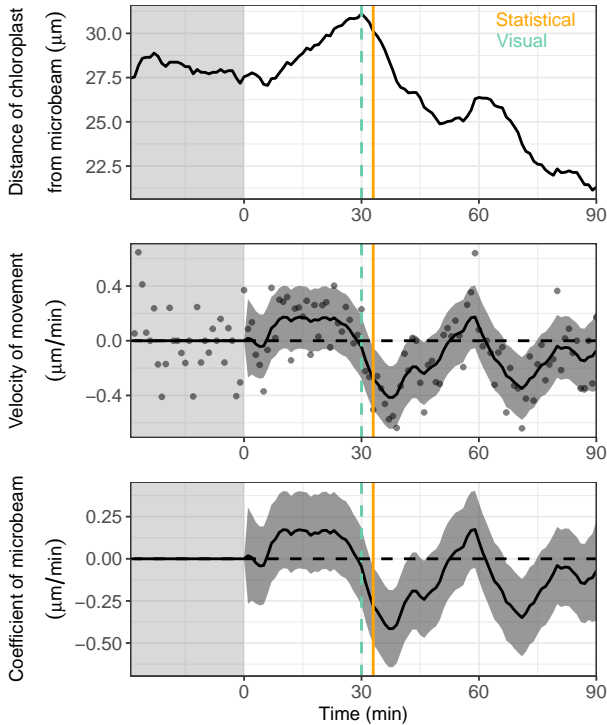 Distance of chloroplast
from microbeam (μm)
30.0
27.5
25.0
22.5
Statistical
Visual
0
30
60
90
Velocity of movement
(μm/min)
0.4
0.0
−0.4
0
30
60
90
Coefficient of microbeam
(μm/min)
0.25
0.00
−0.25
−0.50
0
30
60
90
Time (min)